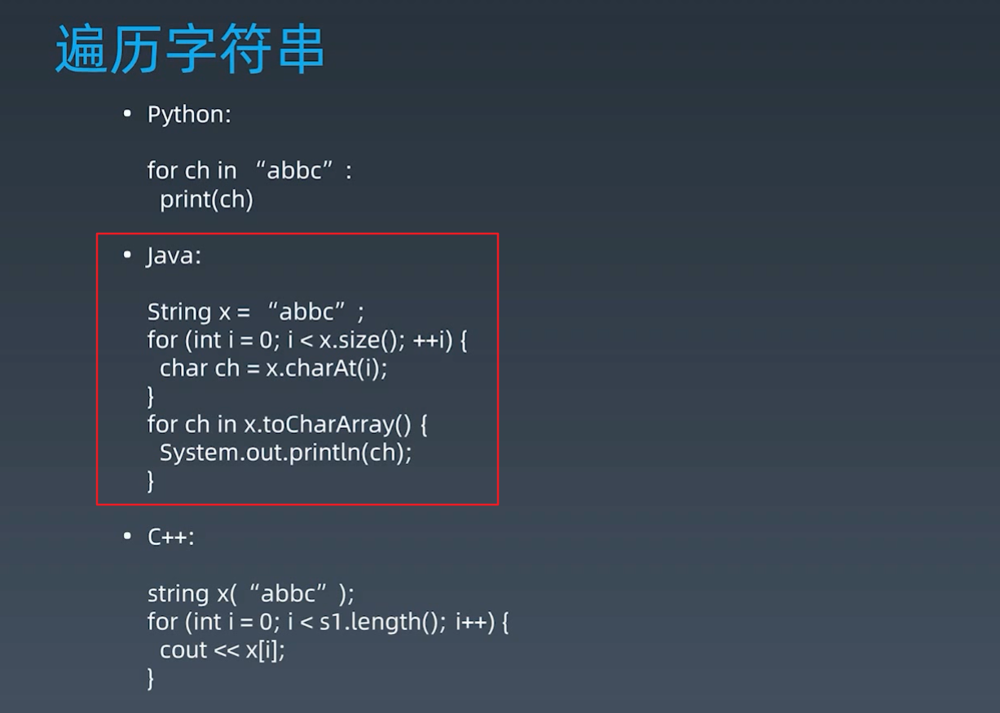 遍历字符串
• Python:
for ch in “abbc” :
print(ch)
• Java:
String x = “abbc” ;
for (int i = 0; i < x.size(); ++i) {
char ch = x.charAt(i);
}
for ch in x.toCharArray() {
System.out.println(ch);
}
• C++:
string x( “abbc” );
for (int i = 0; i < s1.length(); i++) {
cout << x[i];
}